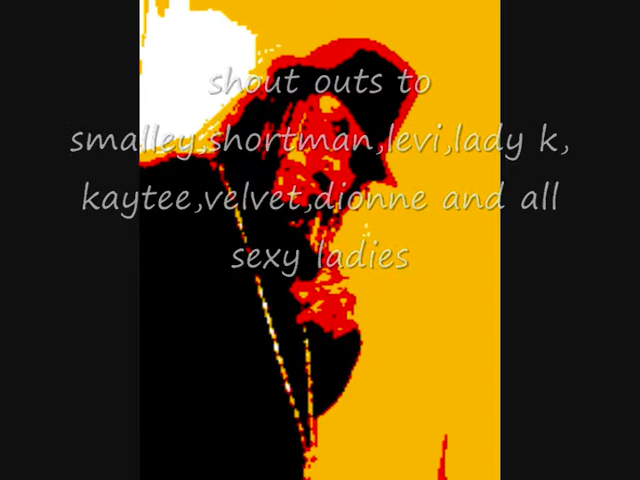 shout outs to
smalley,shortman,levi,lady k,
kaytee,velvet,dionne and all
sexy ladies